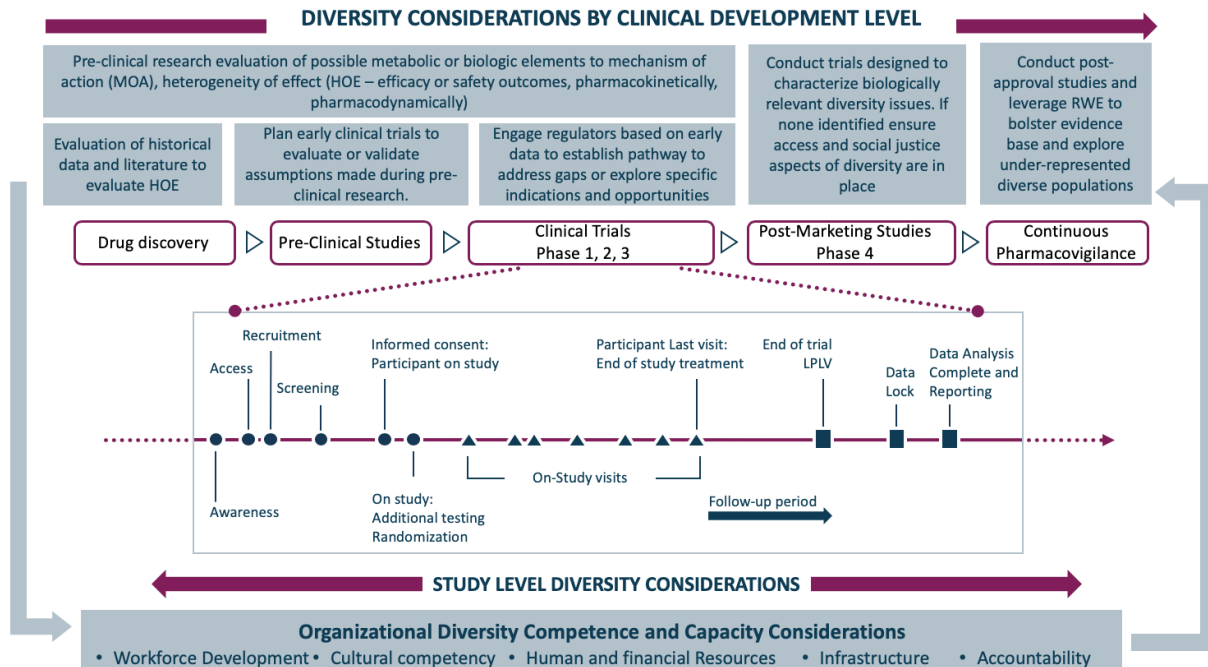 DIVERSITY CONSIDERATIONS BY CLINICAL DEVELOPMENT LEVEL
Pre-clinical research evaluation of possible metabolic or biologic elements to mechanism of
action (MOA), heterogeneity of effect (HOE – efficacy or safety outcomes, pharmacokinetically,
pharmacodynamically)
Evaluation of historical
data and literature to
evaluate HOE
Plan early clinical trials to
evaluate or validate
assumptions made during pre-
clinical research.
Engage regulators based on early
data to establish pathway to
address gaps or explore specific
indications and opportunities
Conduct trials designed to
characterize biologically
relevant diversity issues. If
none identified ensure
access and social justice
aspects of diversity are in
place
Conduct post-
approval studies and
leverage RWE to
bolster evidence
base and explore
under-represented
diverse populations
Drug discovery
Pre-Clinical Studies
Clinical Trials
Phase 1, 2, 3
Post-Marketing Studies
Phase 4
Continuous
Pharmacovigilance
Awareness
Access
Recruitment
Screening
Informed consent:
Participant on study
On study:
Additional testing
Randomization
On-Study visits
Participant Last visit:
End of study treatment
Follow-up period
End of trial
LPLV
Data
Lock
Data Analysis
Complete and
Reporting
STUDY LEVEL DIVERSITY CONSIDERATIONS
Organizational Diversity Competence and Capacity Considerations
• Workforce Development • Cultural competency • Human and financial Resources • Infrastructure • Accountability